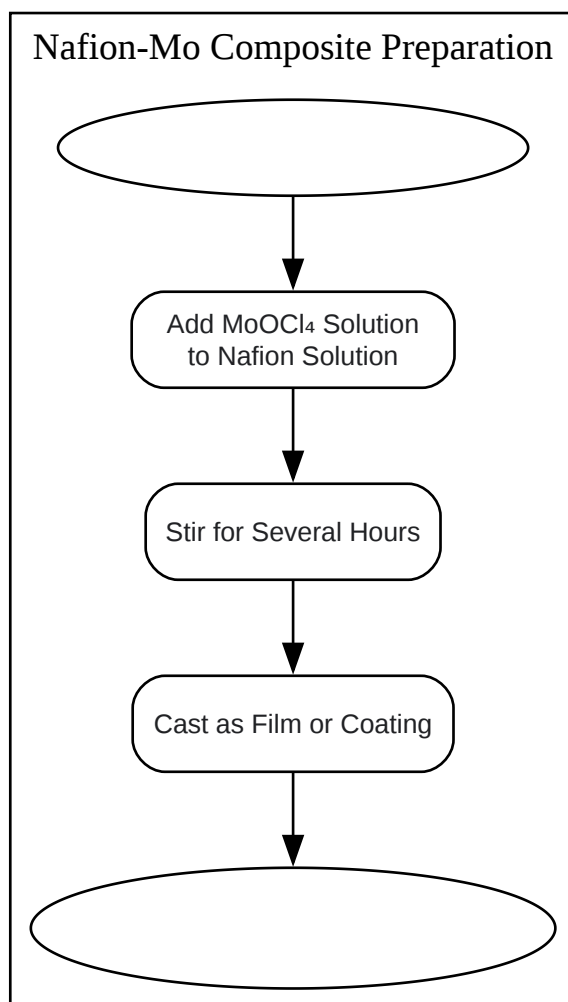 Nafion-Mo Composite Preparation
Add MoOCl₄ Solution
to Nafion Solution
Stir for Several Hours
Cast as Film or Coating